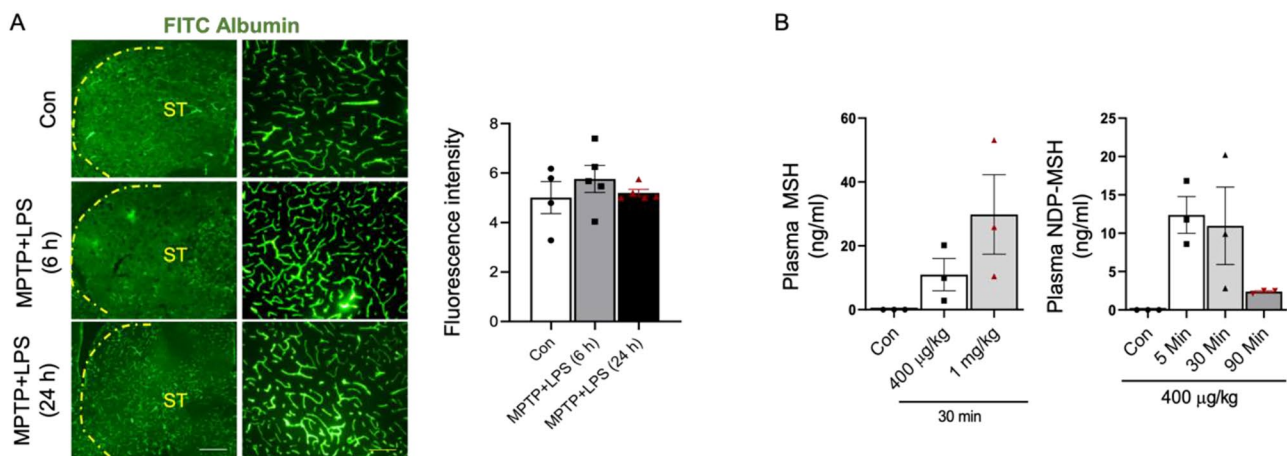 A
FITC Albumin
Con
ST
MPTP+LPS
(6 h)
ST
MPTP+LPS
(24 h)
ST
Fluorescence intensity
8
6
4
2
0
Con
MPTP+LPS (6 h)
MPTP+LPS (24 h)
B
Plasma MSH
(ng/ml)
60
40
20
0
Con
400 μg/kg
1 mg/kg
30 min
Plasma NDP-MSH
(ng/ml)
25
20
15
10
5
0
Con
5 Min
30 Min
90 Min
400 μg/kg